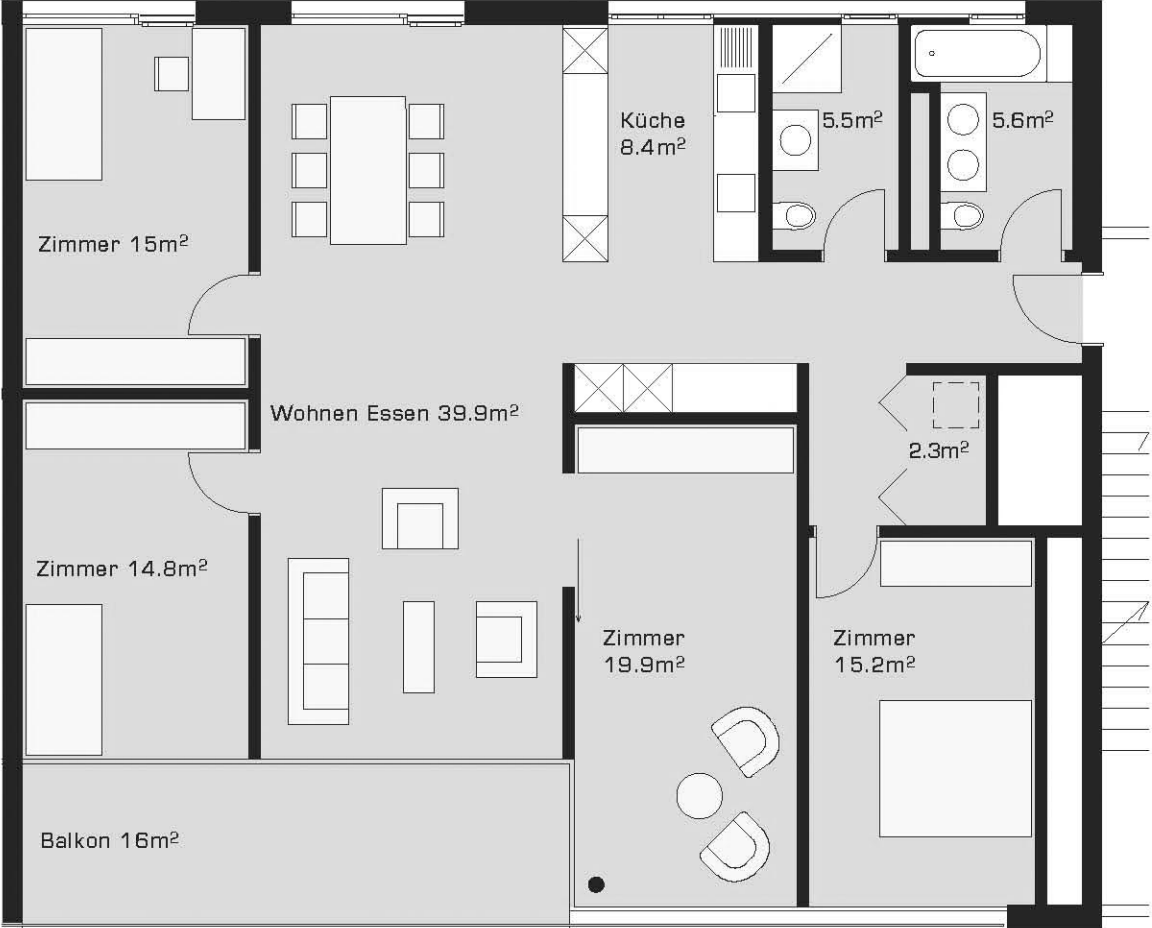 Küche
8.4m²
5.5m²
5.6m²
Zimmer 15m²
Wohnen Essen 39.9m²
2.3m²
Zimmer 14.8m²
Zimmer
19.9m²
Zimmer
15.2m²
Balkon 16m²